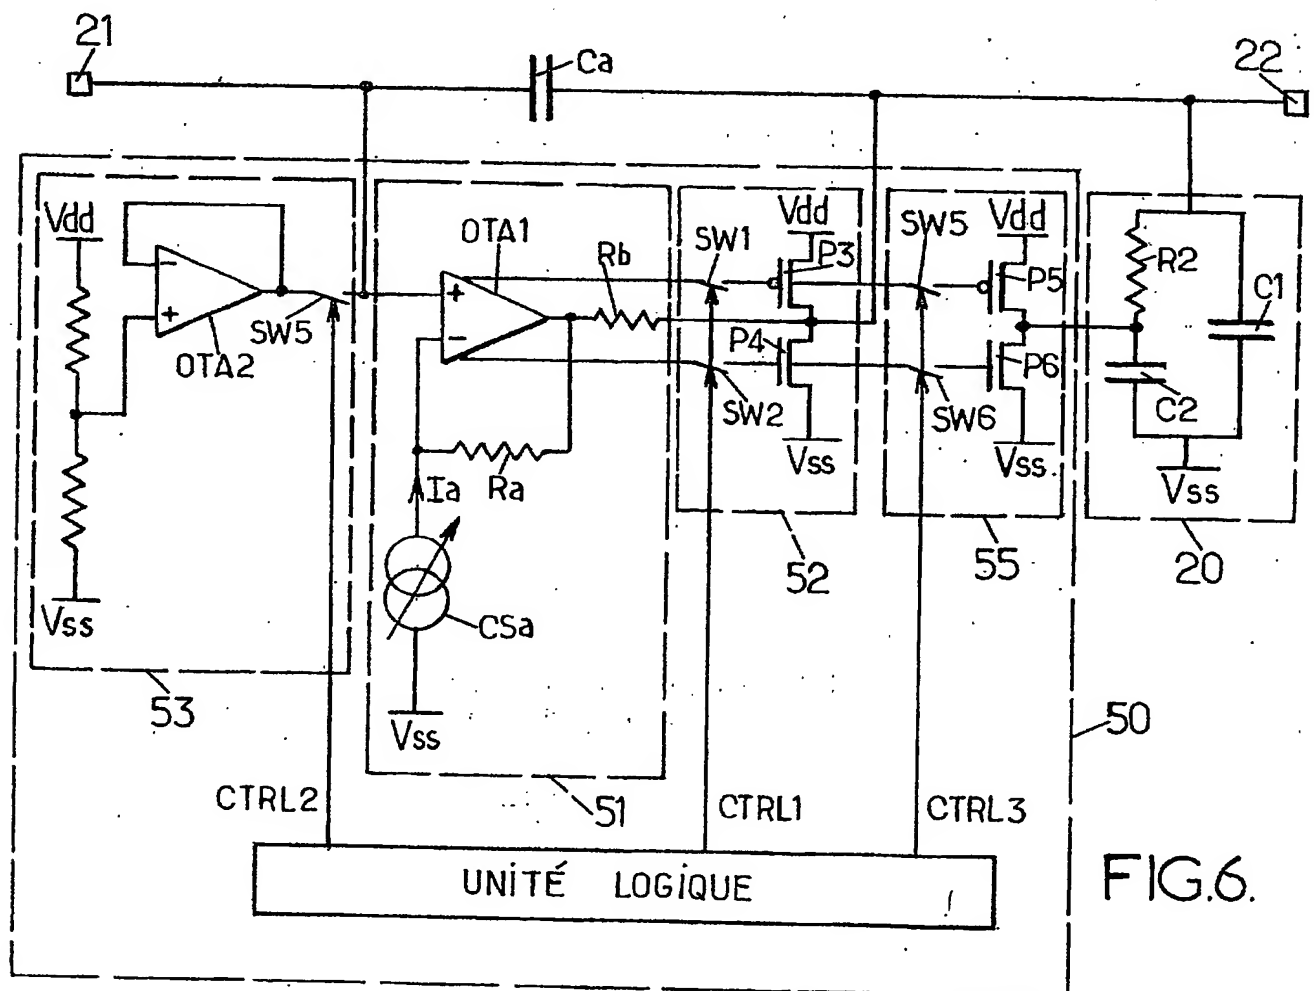 21
Ca
22
Vdd
-
+
OTA2
SW5
Vss
53
OTA1
+
-
Rb
Ra
Ia
CSa
Vss
51
SW1
Vdd
P3
P4
SW2
Vss
52
SW5
Vdd
P5
P6
SW6
Vss
55
R2
C1
C2
Vss
20
50
CTRL2
CTRL1
CTRL3
UNITÉ LOGIQUE
FIG.6.